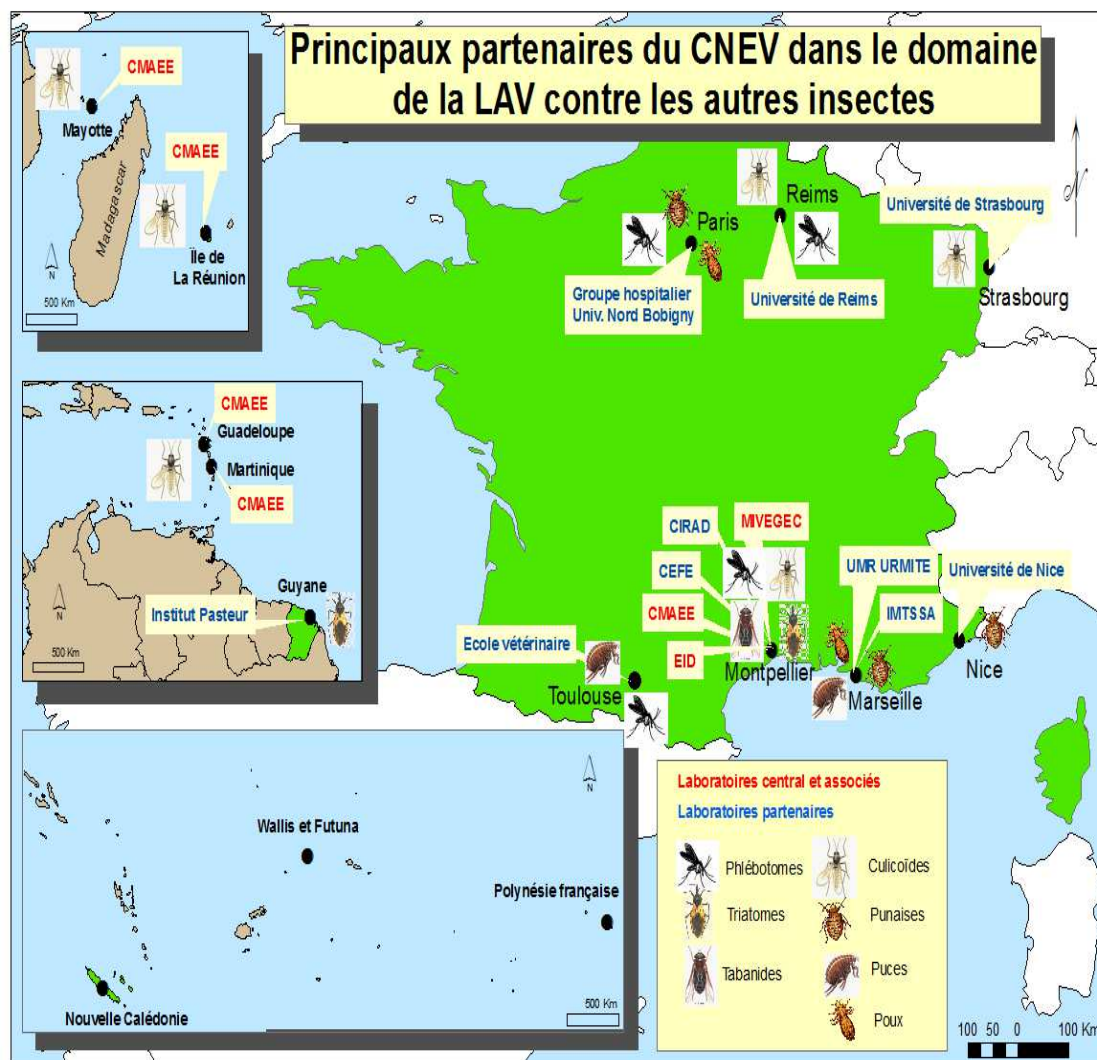 Principaux partenaires du CNEV dans le domaine
de la LAV contre les autres insectes
CMAEE
Mayotte
CMAEE
Madagascar
Île de
La Réunion
N
500 Km
N
Reims
Paris
Université de Strasbourg
Strasbourg
Groupe hospitalier
Univ. Nord Bobigny
Université de Reims
CMAEE
Guadeloupe
Martinique
CMAEE
Guyane
Institut Pasteur
N
500 Km
CIRAD
MIVEGEC
CEFE
UMR URMITE
Université de Nice
CMAEE
IMTSSA
Ecole vétérinaire
EID
Montpellier
Nice
Toulouse
Marseille
N
Wallis et Futuna
Polynésie française
Nouvelle Calédonie
500 Km
Laboratoires central et associés
Laboratoires partenaires
Phlébotomes
Culicoïdes
Triatomes
Punaises
Tabanides
Puces
Poux
100 50 0 100 Km